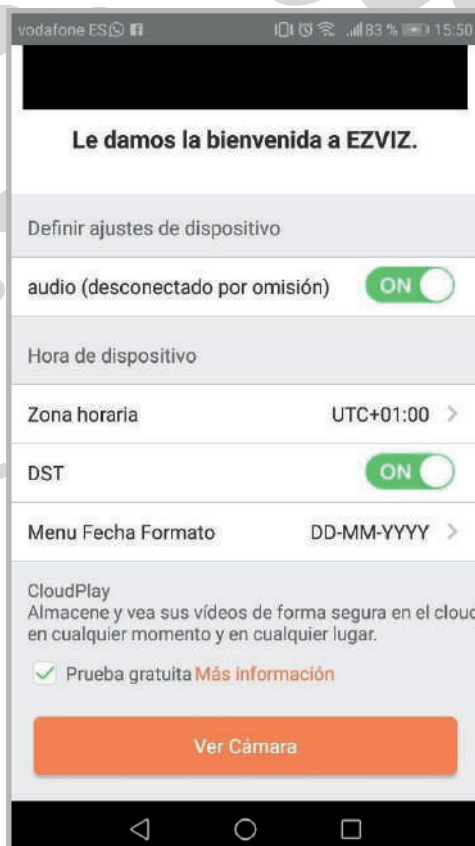 vodafone ES 83 % 15:50
Le damos la bienvenida a EZVIZ.
Definir ajustes de dispositivo
audio (desconectado por omisión) ON
Hora de dispositivo
Zona horaria UTC+01:00 >
DST ON
Menu Fecha Formato DD-MM-YYYY >
CloudPlay
Almacene y vea sus vídeos de forma segura en el cloud
en cualquier momento y en cualquier lugar.
Prueba gratuita Más información
Ver Cámara